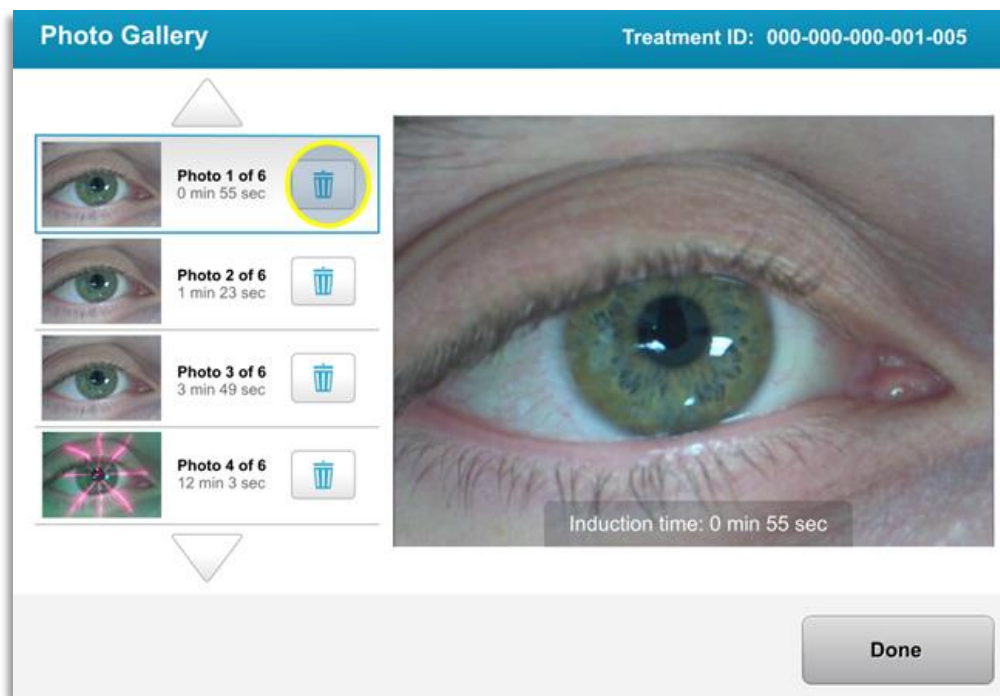 Photo Gallery
Treatment ID: 000-000-000-001-005
Photo 1 of 6
0 min 55 sec
Photo 2 of 6
1 min 23 sec
Photo 3 of 6
3 min 49 sec
Photo 4 of 6
12 min 3 sec
Induction time: 0 min 55 sec
Done